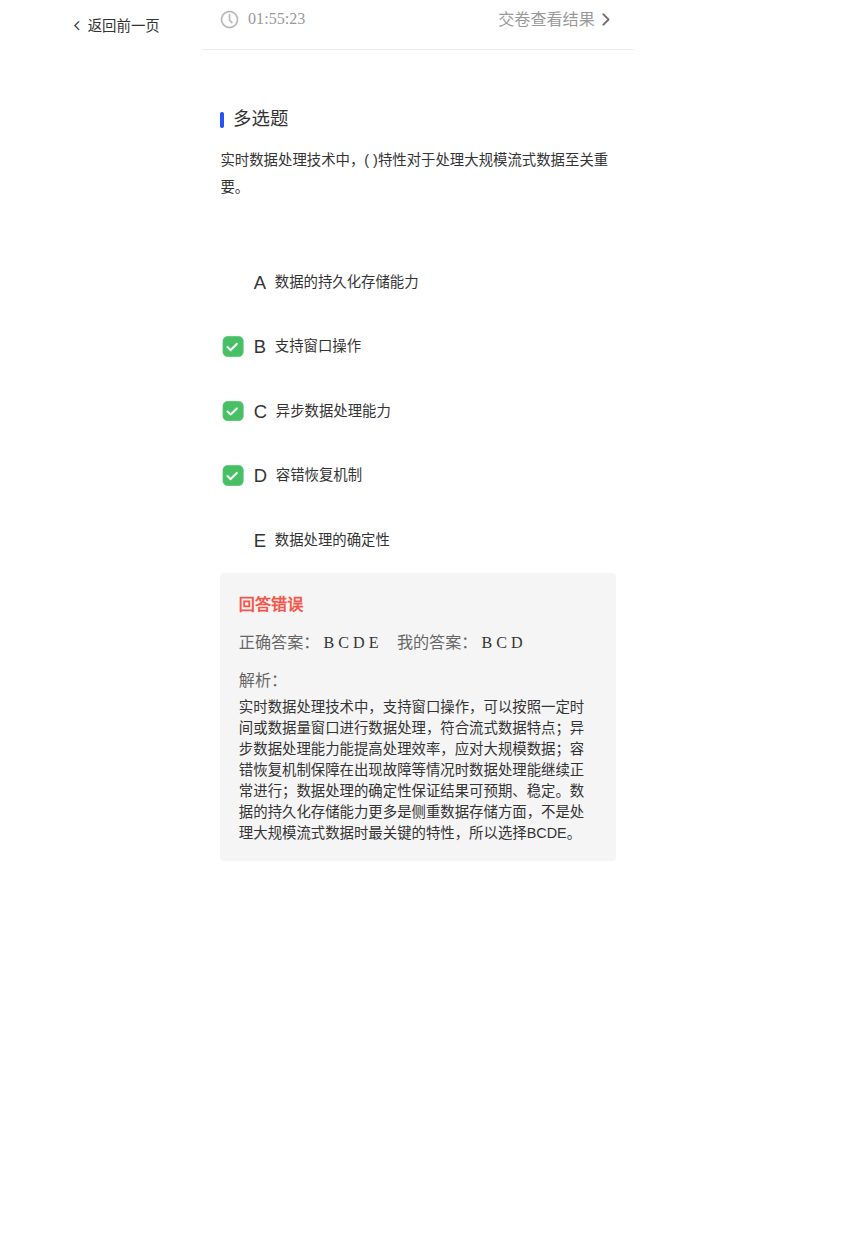 返回前一页
01:55:23
交卷查看结果
多选题
实时数据处理技术中，( )特性对于处理大规模流式数据至关重
要。
A 数据的持久化存储能力
B 支持窗口操作
C 异步数据处理能力
D 容错恢复机制
E 数据处理的确定性
回答错误
正确答案： B C D E 我的答案： B C D
解析：
实时数据处理技术中，支持窗口操作，可以按照一定时
间或数据量窗口进行数据处理，符合流式数据特点；异
步数据处理能力能提高处理效率，应对大规模数据；容
错恢复机制保障在出现故障等情况时数据处理能继续正
常进行；数据处理的确定性保证结果可预期、稳定。数
据的持久化存储能力更多是侧重数据存储方面，不是处
理大规模流式数据时最关键的特性，所以选择BCDE。